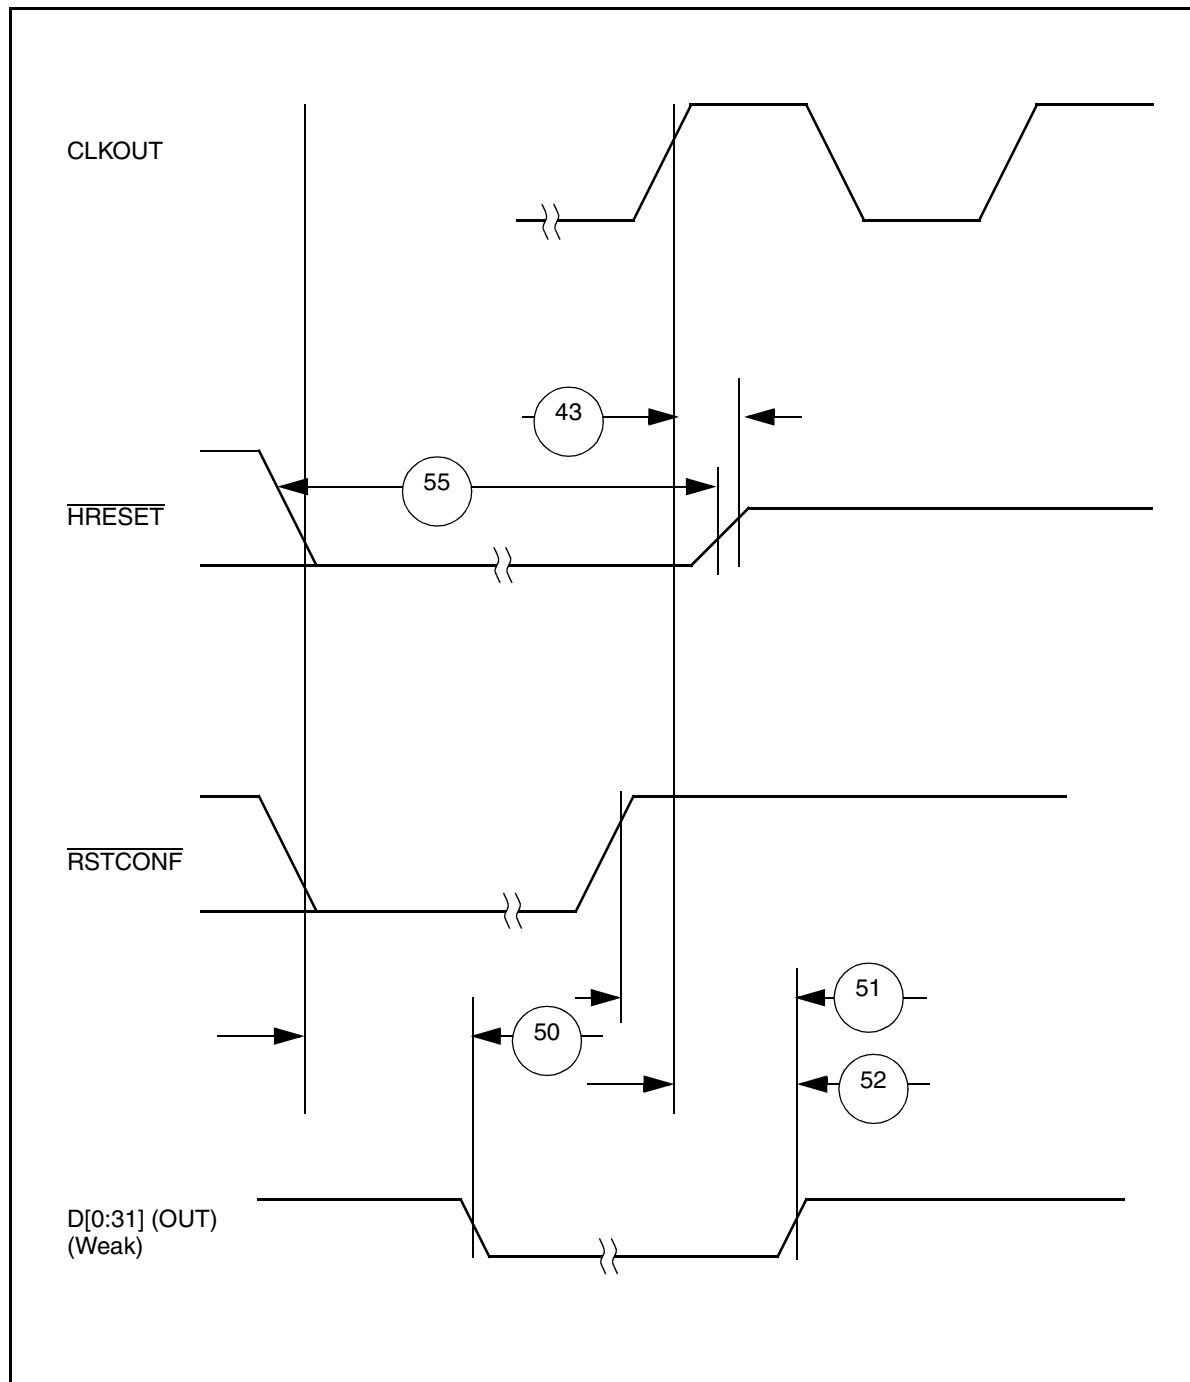 CLKOUT
43
55
HRESET
RSTCONF
51
50
52
D[0:31] (OUT)
(Weak)